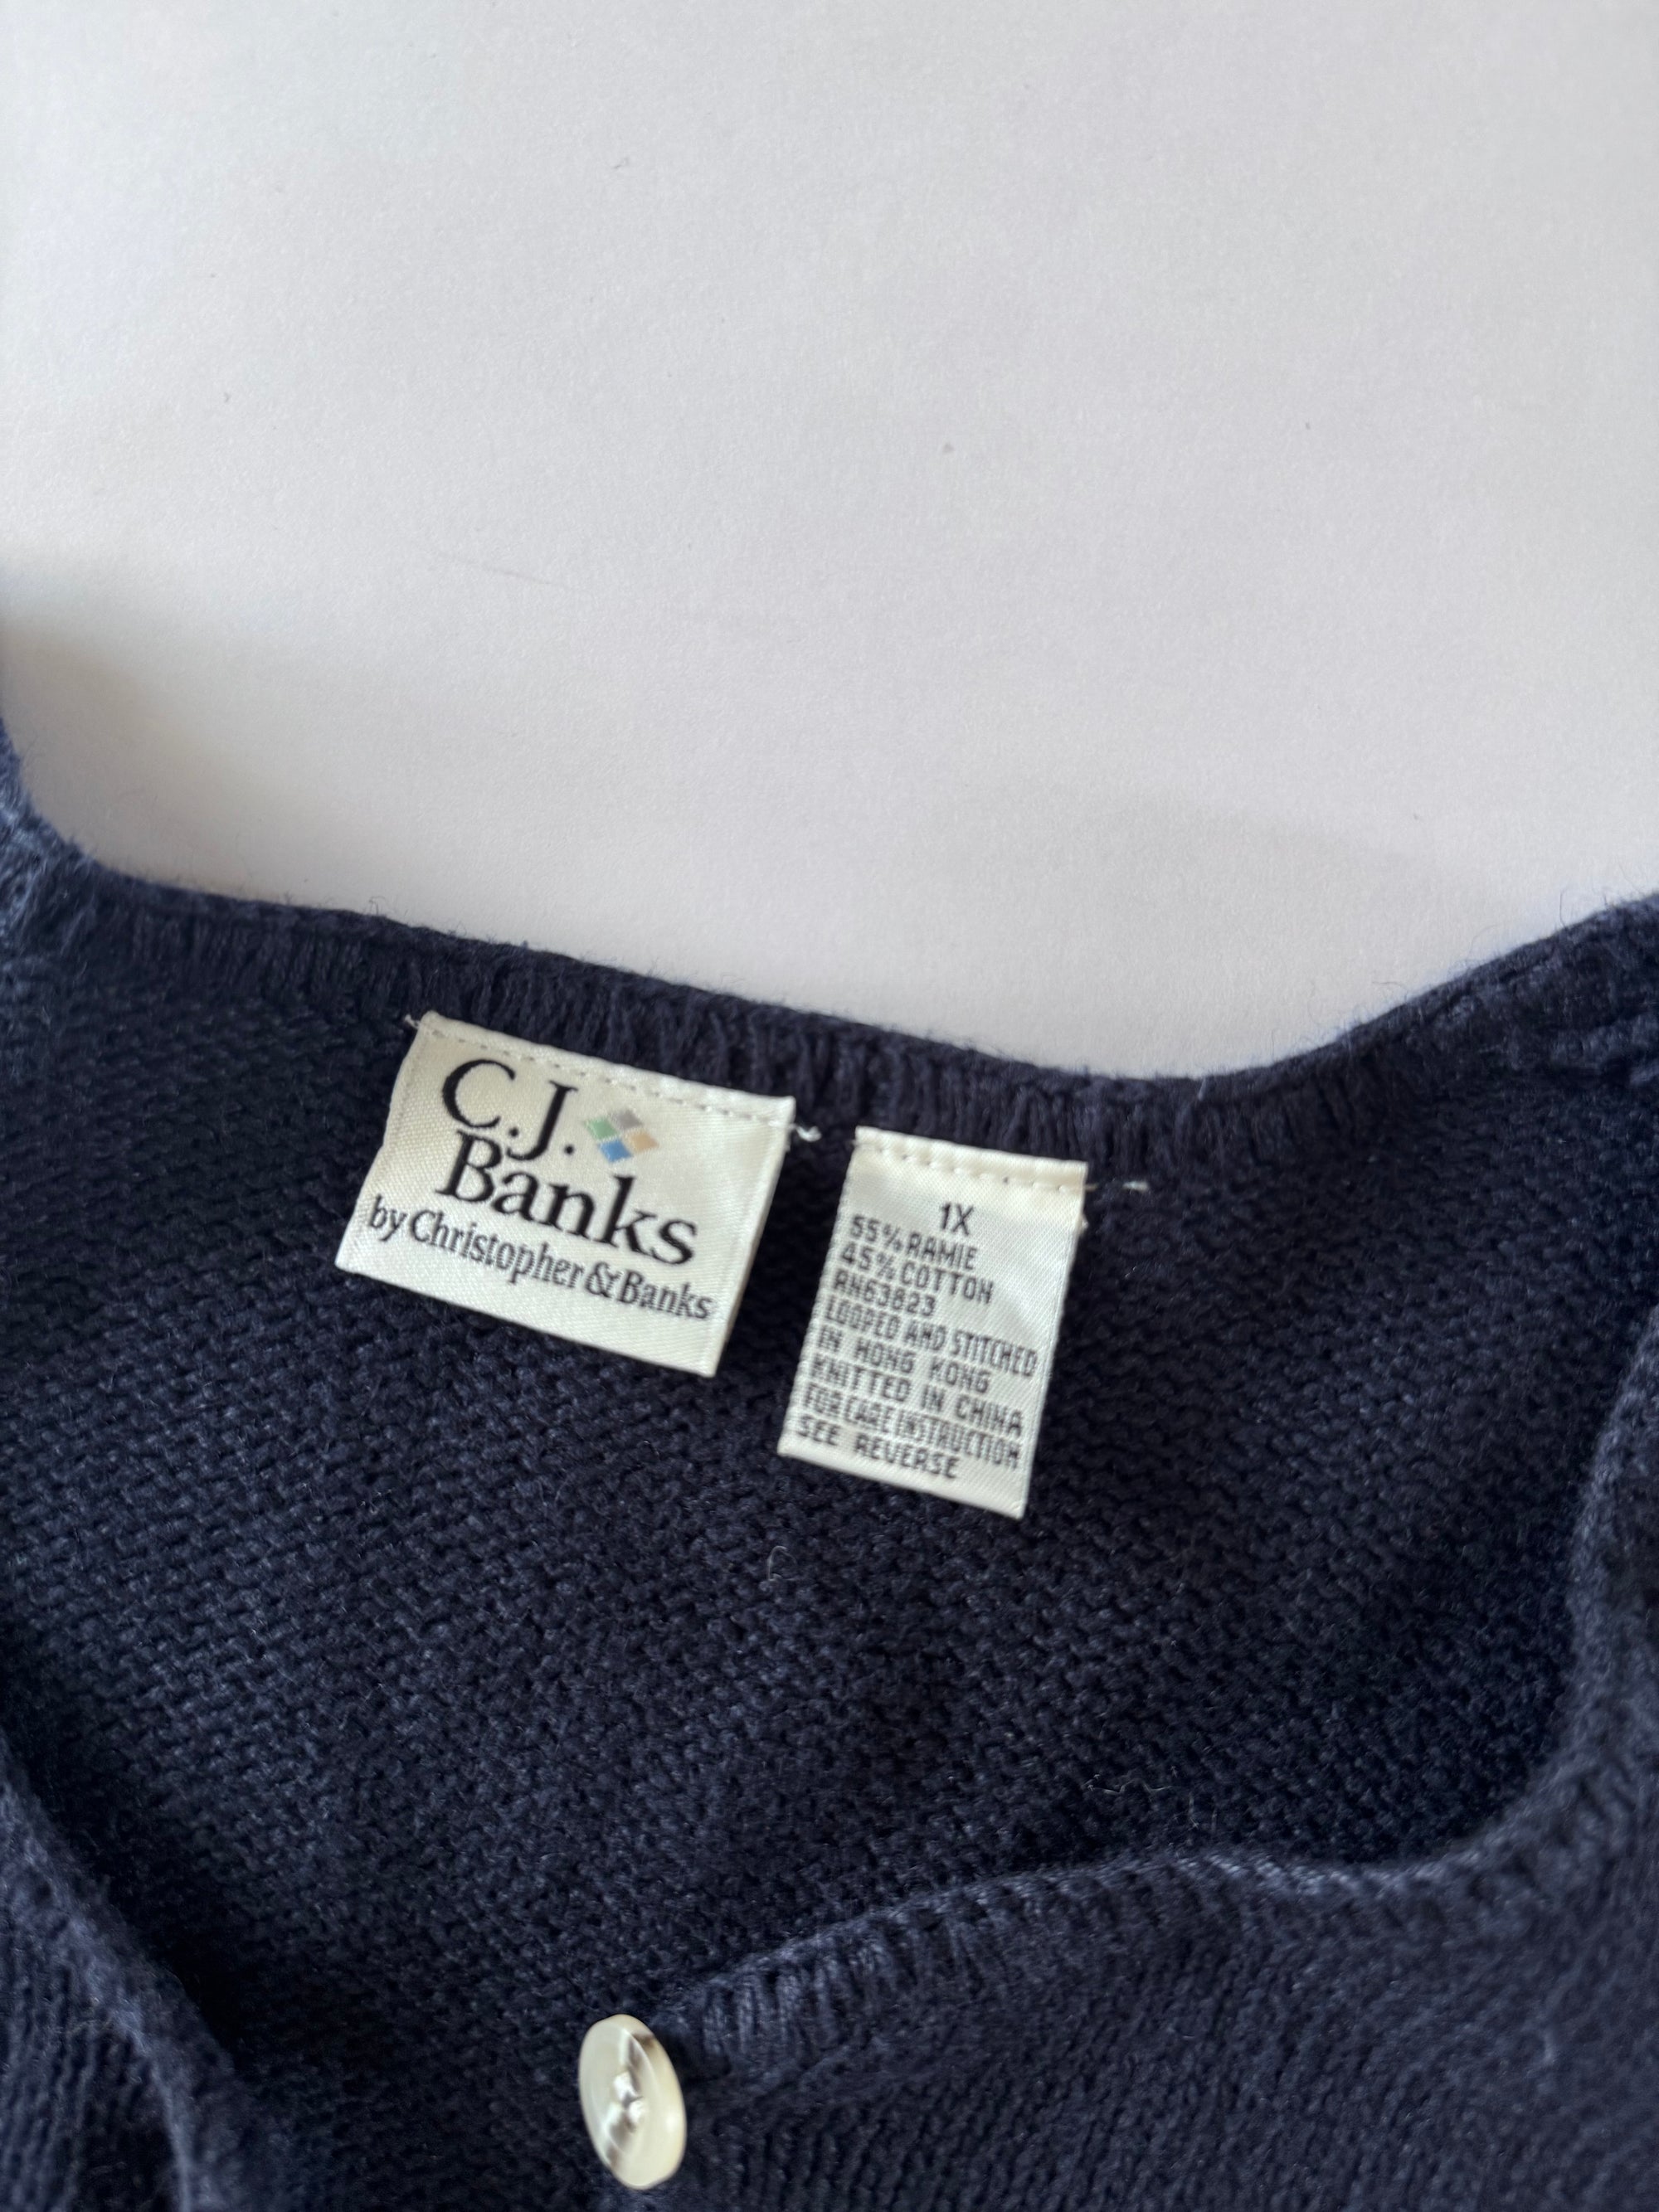 C.J.
Banks
by Christopher & Banks
1X
55% RAMIE
45% COTTON
RN63823
LOOPED AND STITCHED
IN HONG KONG
KNITTED IN CHINA
FOR CARE INSTRUCTION
SEE REVERSE